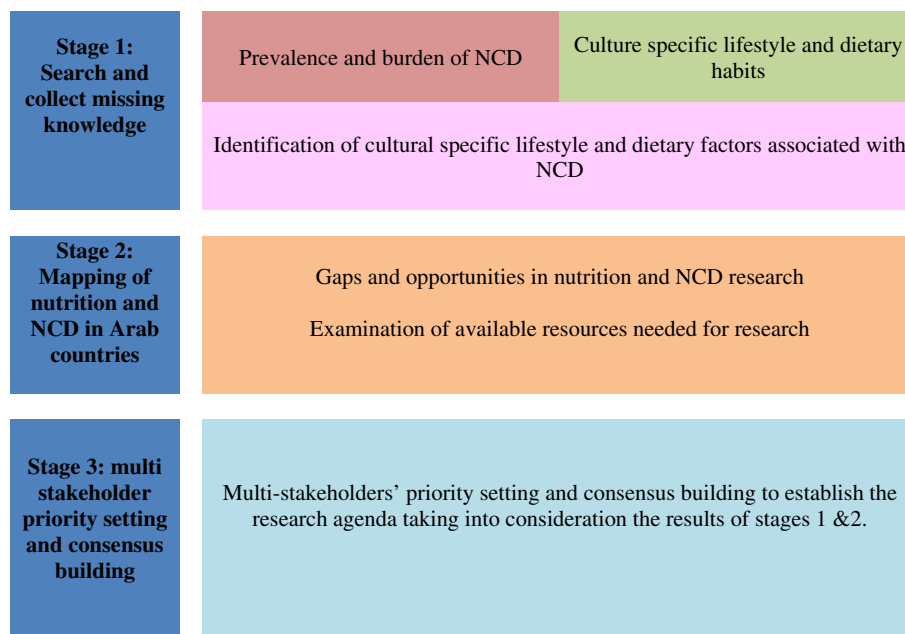 Stage 1:
Search and
collect missing
knowledge
Prevalence and burden of NCD
Culture specific lifestyle and dietary
habits
Identification of cultural specific lifestyle and dietary factors associated with
NCD
Stage 2:
Mapping of
nutrition and
NCD in Arab
countries
Gaps and opportunities in nutrition and NCD research
Examination of available resources needed for research
Stage 3: multi
stakeholder
priority setting
and consensus
building
Multi-stakeholders’ priority setting and consensus building to establish the
research agenda taking into consideration the results of stages 1 &2.